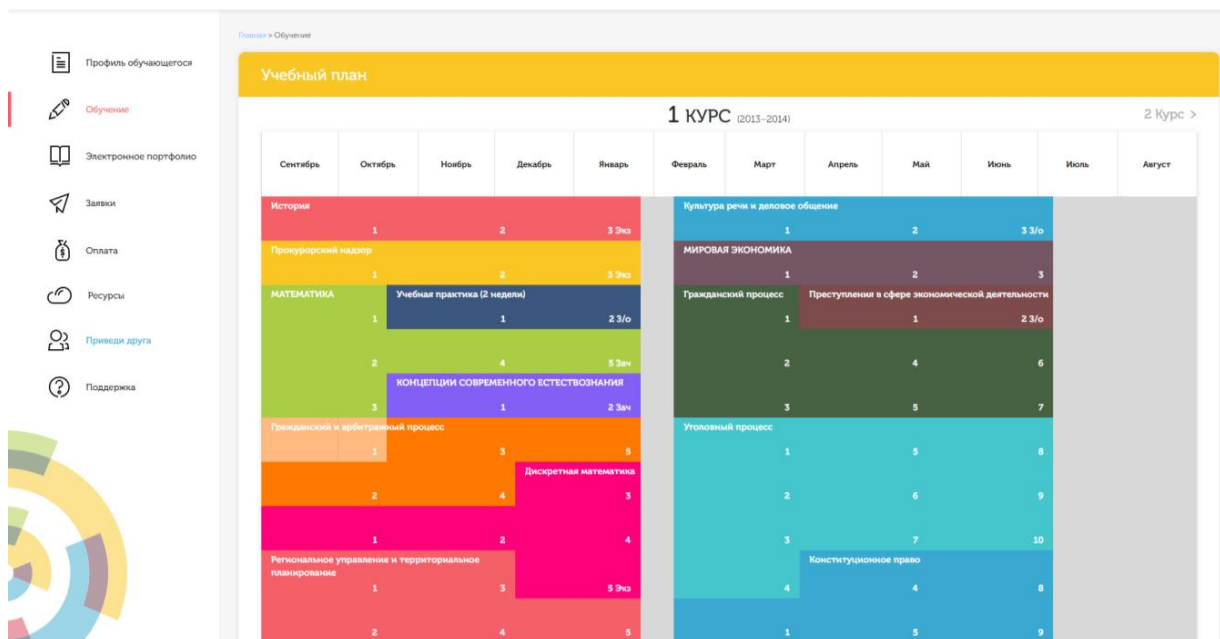 Главная > Обучение
Профиль обучающегося
Обучение
Электронное портфолио
Заявки
Оплата
Ресурсы
Приведи друга
Поддержка
Учебный план
1 КУРС (2013–2014)
2 Курс >
Сентябрь Октябрь Ноябрь Декабрь Январь Февраль Март Апрель Май Июнь Июль Август
История Культура речи и деловое общение
1 2 3 Экз 1 2 3 З/о
Прокурорский надзор МИРОВАЯ ЭКОНОМИКА
1 2 3 Экз 1 2 3
МАТЕМАТИКА Учебная практика (2 недели) Гражданский процесс Преступления в сфере экономической деятельности
1 1 2 З/о 1 1 2 З/о
2 4 5 Зач 2 4 6
КОНЦЕПЦИИ СОВРЕМЕННОГО ЕСТЕСТВОЗНАНИЯ
3 1 2 Зач 3 5 7
Гражданский и арбитражный процесс Уголовный процесс
1 3 5 1 5 8
Дискретная математика
2 4 3 2 6 9
1 2 4 3 7 10
Региональное управление и территориальное Конституционное право
планирование
1 3 5 Экз 4 4 8
2 4 5 1 5 9